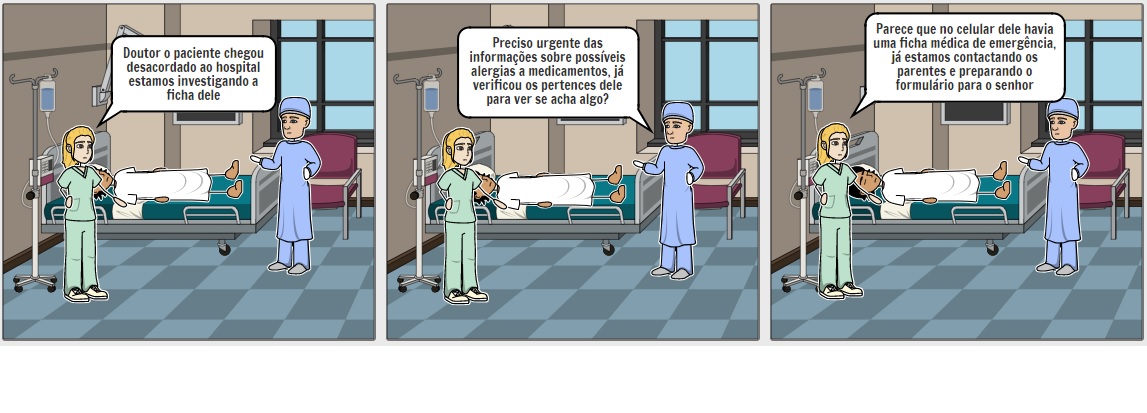 Doutor o paciente chegou
desacordado ao hospital
estamos investigando a
ficha dele
Preciso urgente das
informações sobre possíveis
alergias a medicamentos, já
verificou os pertences dele
para ver se acha algo?
Parece que no celular dele havia
uma ficha médica de emergência,
já estamos contactando os
parentes e preparando o
formulário para o senhor